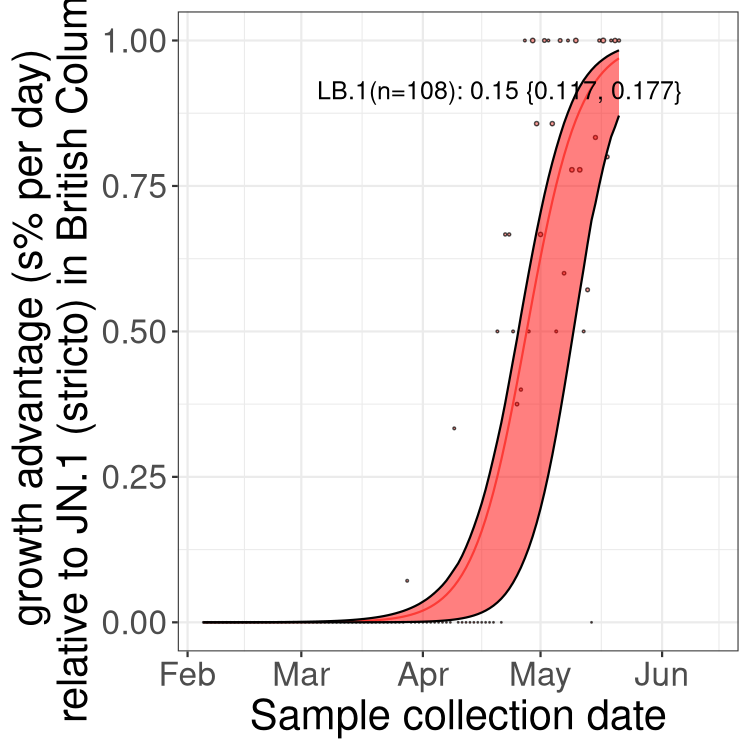 growth advantage (s% per day)
relative to JN.1 (stricto) in British Colum
1.00
0.75
0.50
0.25
0.00
LB.1(n=108): 0.15 {0.117, 0.177}
Feb Mar Apr May Jun
Sample collection date